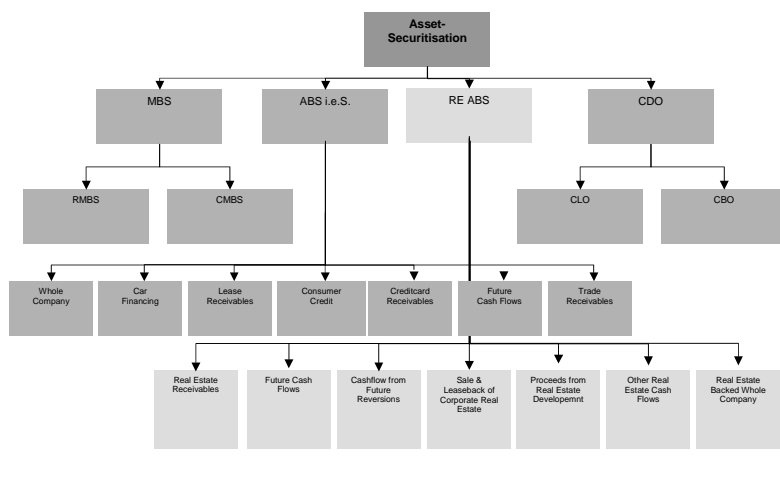 Asset-
Securitisation
MBS
ABS i.e.S.
RE ABS
CDO
RMBS
CMBS
CLO
CBO
Whole
Company
Car
Financing
Lease
Receivables
Consumer
Credit
Creditcard
Receivables
Future
Cash Flows
Trade
Receivables
Real Estate
Receivables
Future Cash
Flows
Cashflow from
Future
Reversions
Sale &
Leaseback of
Corporate Real
Estate
Proceeds from
Real Estate
Developemnt
Other Real
Estate Cash
Flows
Real Estate
Backed Whole
Company